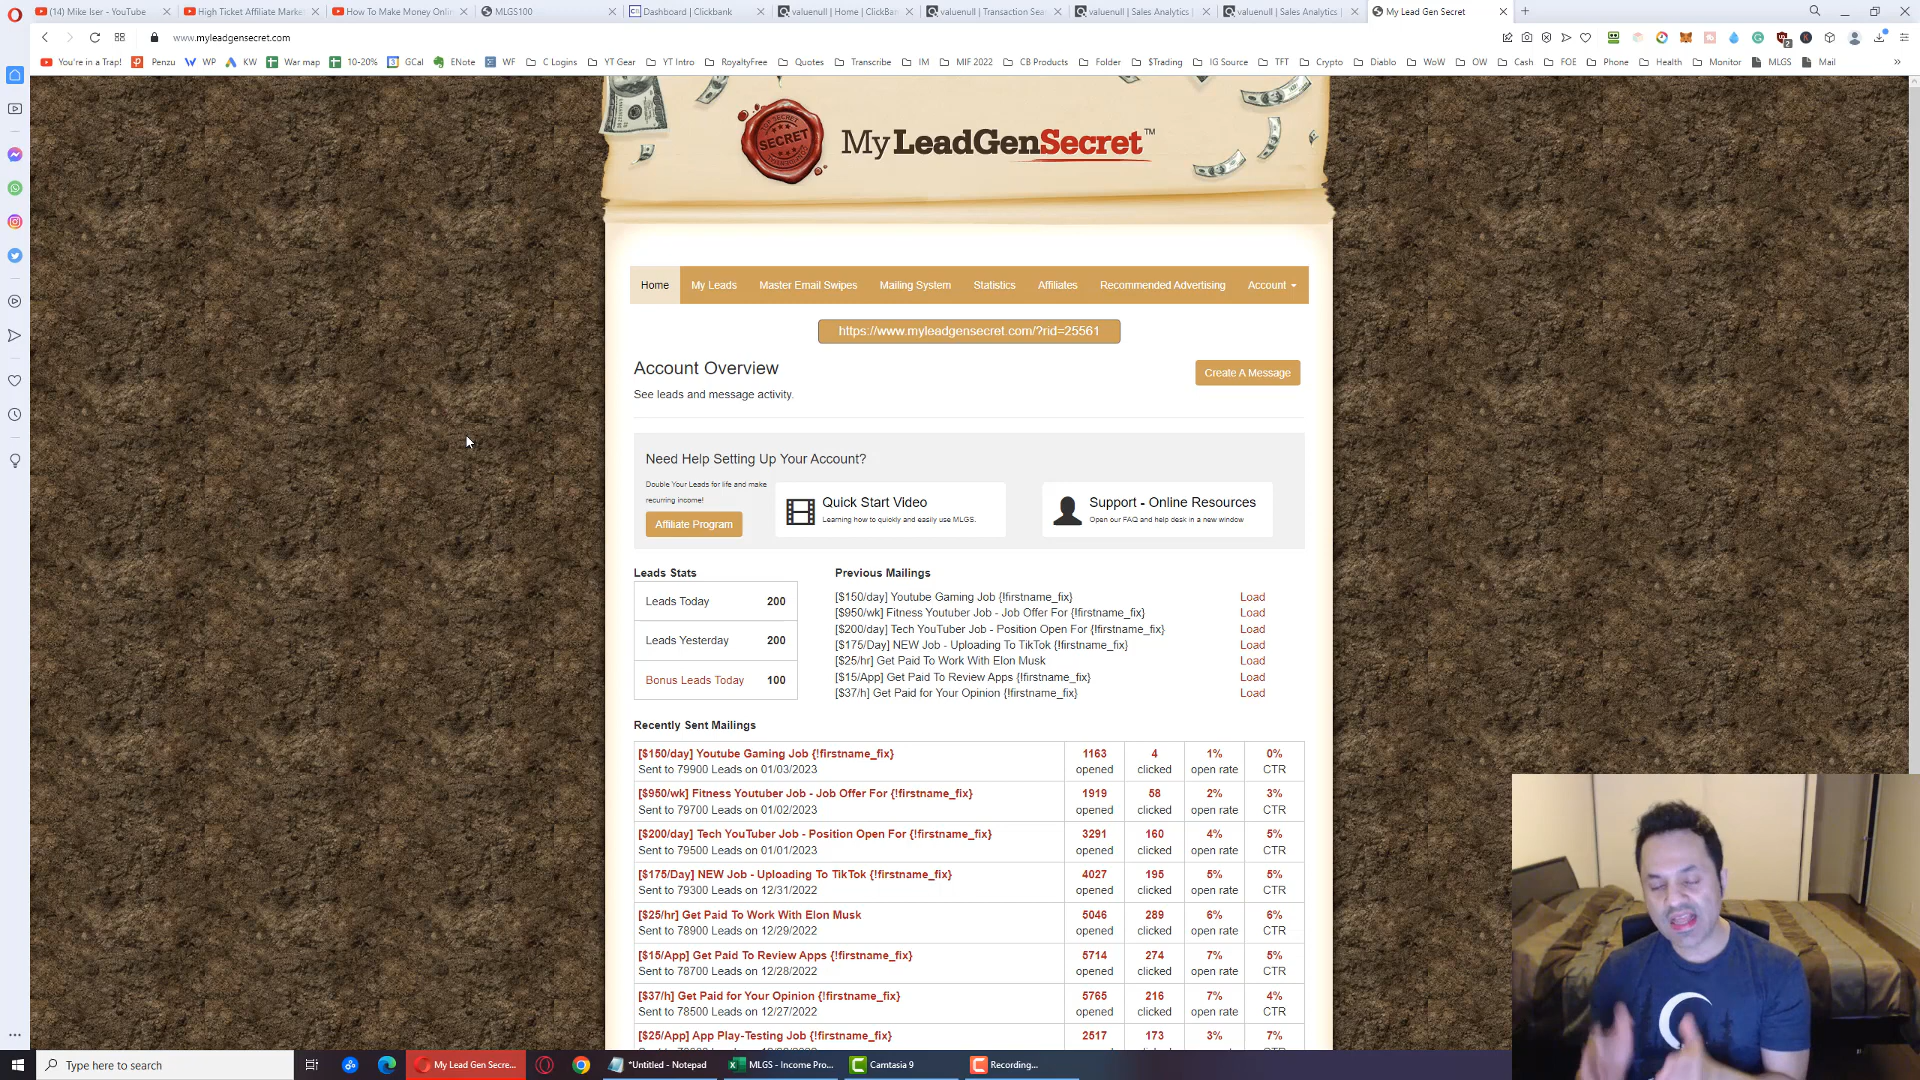 (14) Mike Iser - YouTube
High Ticket Affiliate Market
How To Make Money Onli
MLGS100
Dashboard | Clickbank
valuenull | Home | ClickBan
valuenull | Transaction Sea
valuenull | Sales Analytics |
valuenull | Sales Analytics |
My Lead Gen Secret
www.myleadgensecret.com
You're in a Trap!
Penzu
WP
KW
War map
10-20%
GCal
ENote
WF
C Logins
YT Gear
YT Intro
RoyaltyFree
Quotes
Transcribe
IM
MIF 2022
CB Products
Folder
$Trading
IG Source
TFT
Crypto
Diablo
WoW
OW
Cash
FOE
Phone
Health
Monitor
MLGS
Mail
SECRET
My LeadGenSecret™
Home
My Leads
Master Email Swipes
Mailing System
Statistics
Affiliates
Recommended Advertising
Account
https://www.myleadgensecret.com/?rid=25561
Account Overview
Create A Message
See leads and message activity.
Need Help Setting Up Your Account?
Double Your Leads for life and make
recurring income!
Affiliate Program
Quick Start Video
Learning how to quickly and easily use MLGS.
Support - Online Resources
Open our FAQ and help desk in a new window
Leads Stats
Leads Today 200
Leads Yesterday 200
Bonus Leads Today 100
Previous Mailings
[$150/day] Youtube Gaming Job {!firstname_fix} Load
[$950/wk] Fitness Youtuber Job - Job Offer For {!firstname_fix} Load
[$200/day] Tech YouTuber Job - Position Open For {!firstname_fix} Load
[$175/Day] NEW Job - Uploading To TikTok {!firstname_fix} Load
[$25/hr] Get Paid To Work With Elon Musk Load
[$15/App] Get Paid To Review Apps {!firstname_fix} Load
[$37/h] Get Paid for Your Opinion {!firstname_fix} Load
Recently Sent Mailings
[$150/day] Youtube Gaming Job {!firstname_fix} 1163 4 1% 0%
Sent to 79900 Leads on 01/03/2023 opened clicked open rate CTR
[$950/wk] Fitness Youtuber Job - Job Offer For {!firstname_fix} 1919 58 2% 3%
Sent to 79700 Leads on 01/02/2023 opened clicked open rate CTR
[$200/day] Tech YouTuber Job - Position Open For {!firstname_fix} 3291 160 4% 5%
Sent to 79500 Leads on 01/01/2023 opened clicked open rate CTR
[$175/Day] NEW Job - Uploading To TikTok {!firstname_fix} 4027 195 5% 5%
Sent to 79300 Leads on 12/31/2022 opened clicked open rate CTR
[$25/hr] Get Paid To Work With Elon Musk 5046 289 6% 6%
Sent to 78900 Leads on 12/29/2022 opened clicked open rate CTR
[$15/App] Get Paid To Review Apps {!firstname_fix} 5714 274 7% 5%
Sent to 78700 Leads on 12/28/2022 opened clicked open rate CTR
[$37/h] Get Paid for Your Opinion {!firstname_fix} 5765 216 7% 4%
Sent to 78500 Leads on 12/27/2022 opened clicked open rate CTR
[$25/App] App Play-Testing Job {!firstname_fix} 2517 173 3% 7%
Type here to search
My Lead Gen Secre...
*Untitled - Notepad
MLGS - Income Pro...
Camtasia 9
Recording...